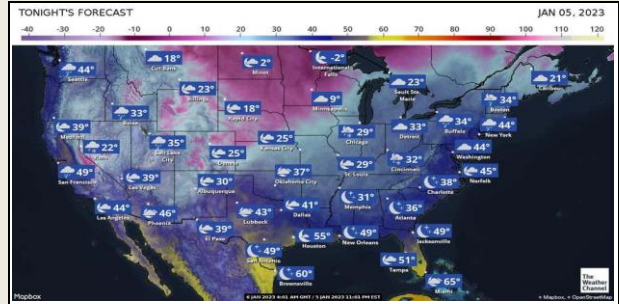 TONIGHT'S FORECAST
JAN 05, 2023
-40 -30 -20 -10 0 10 20 30 40 50 60 70 80 90 100 110 120
44°
Seattle
18°
Cut Bank
2°
Minot
-2°
International
Falls
23°
Sault Ste.
Marie
21°
Caribou
23°
Billings
18°
Rapid City
9°
Minneapolis
34°
Boston
33°
Boise
39°
Medford
22°
Reno
35°
Salt Lake
City
25°
Denver
25°
Kansas City
29°
Chicago
33°
Detroit
34°
Buffalo
44°
New York
44°
Washington
49°
San Francisco
39°
Las Vegas
30°
Albuquerque
37°
Oklahoma City
29°
St. Louis
32°
Cincinnati
45°
Norfolk
44°
Los Angeles
46°
Phoenix
39°
El Paso
43°
Lubbock
41°
Dallas
31°
Memphis
36°
Atlanta
38°
Charlotte
49°
San Antonio
55°
Houston
49°
New Orleans
49°
Jacksonville
60°
Brownsville
51°
Tampa
65°
Miami
The
Weather
Channel
Mapbox
6 JAN 2023 4:01 AM GMT / 5 JAN 2023 11:01 PM EST
• Mapbox, • OpenStreetMap